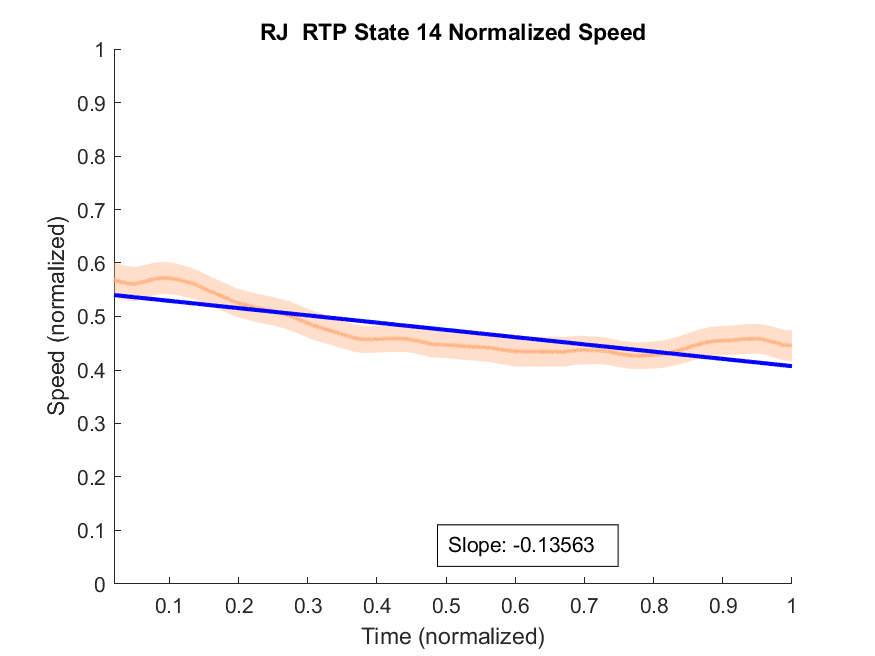 RJ  RTP State 14 Normalized Speed
1
0.9
0.8
0.7
0.6
0.5
0.4
0.3
0.2
0.1
0
Speed (normalized)
Slope: -0.13563
0.1 0.2 0.3 0.4 0.5 0.6 0.7 0.8 0.9 1
Time (normalized)